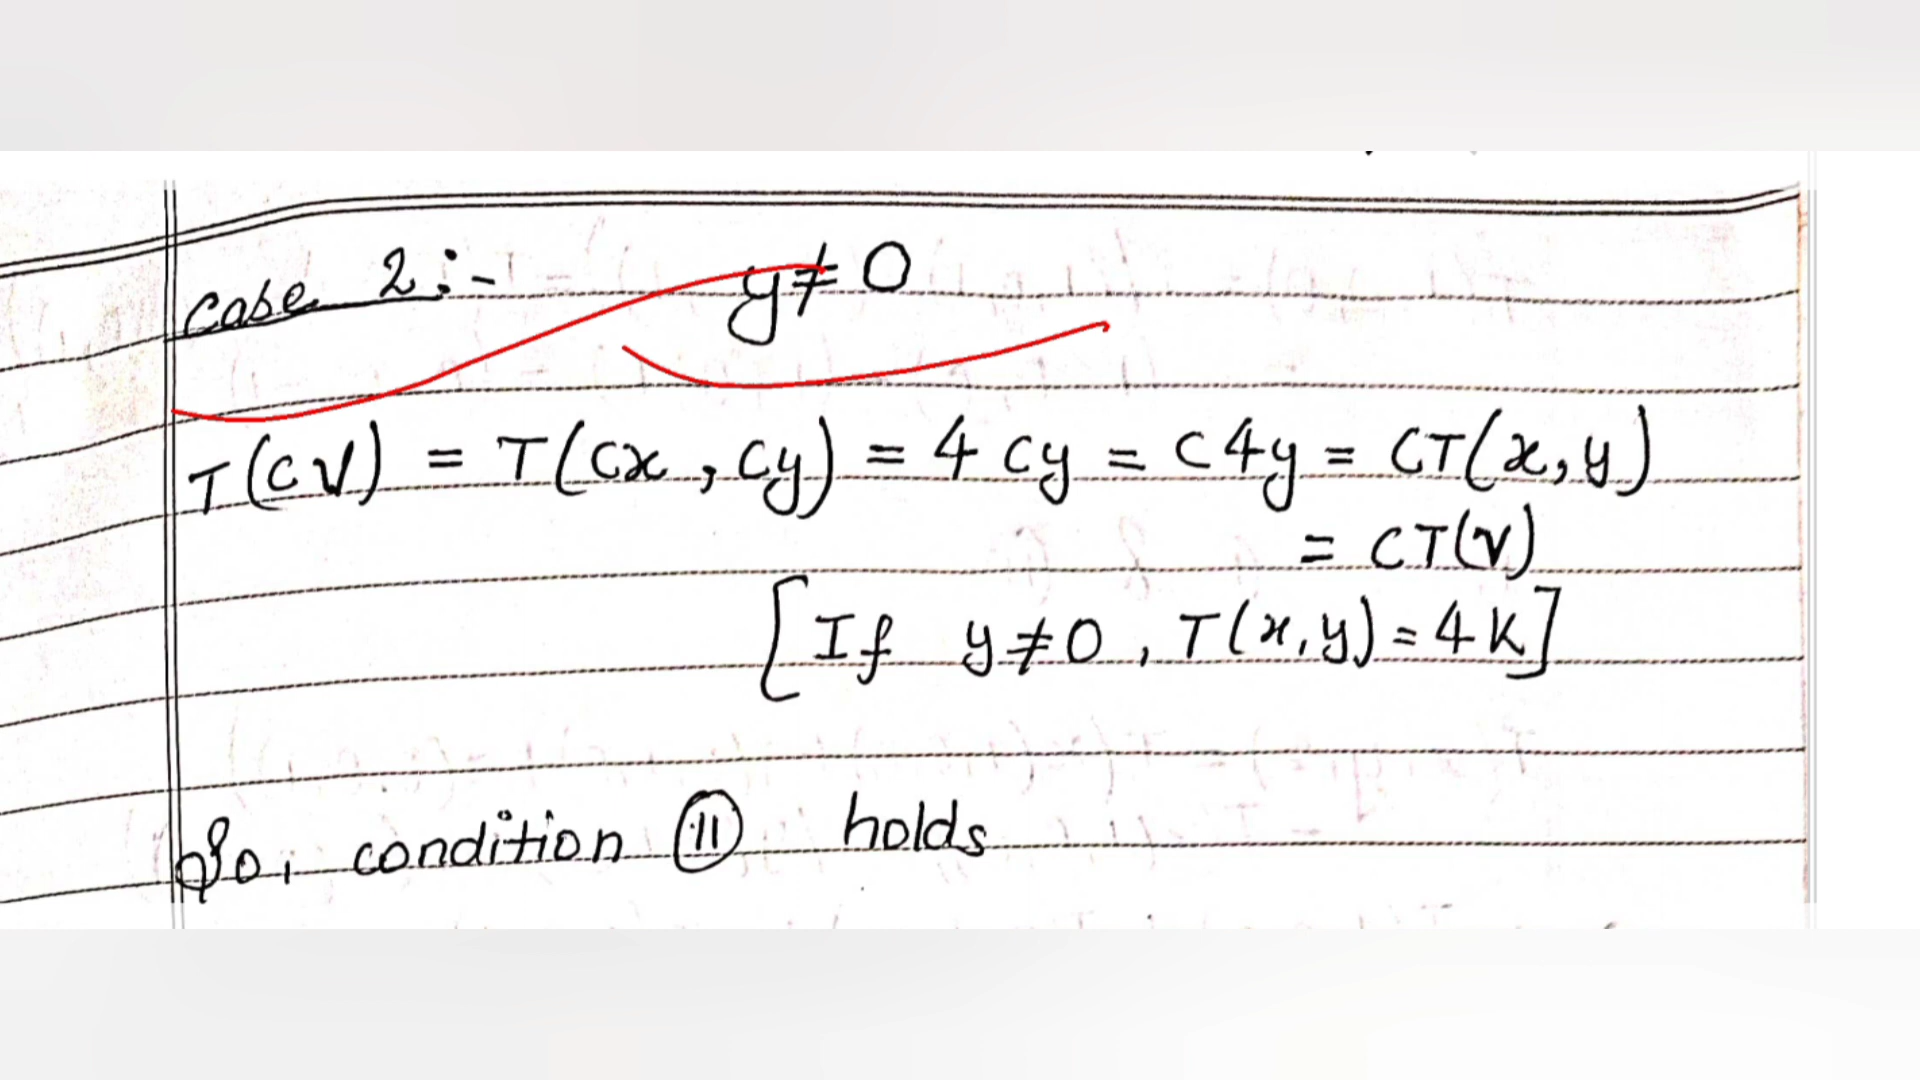 case 2:- y≠0
T(cv) = T(cx, cy) = 4 cy = c4y = CT(x,y)
= CT(v)
[If y≠0, T(x,y) = 4K]
So, condition (II) holds